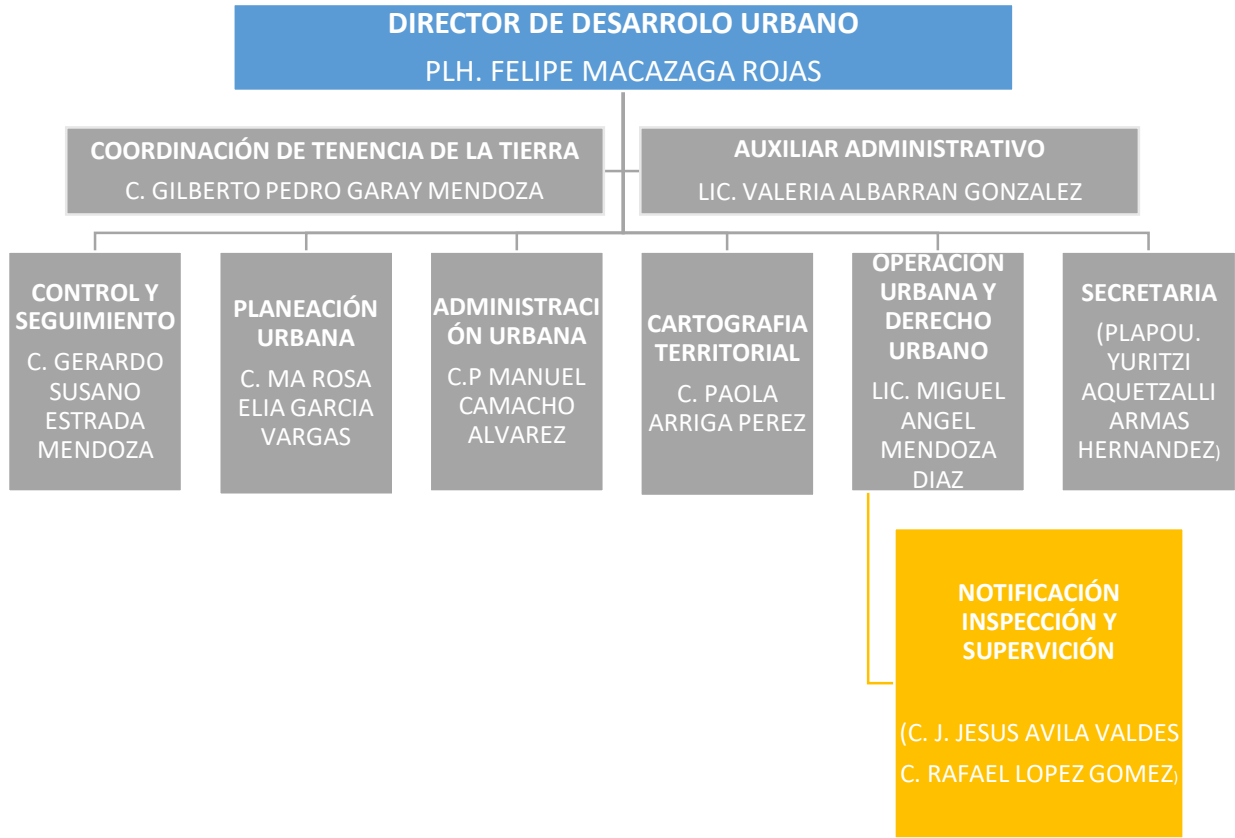 DIRECTOR DE DESARROLO URBANO
PLH. FELIPE MACAZAGA ROJAS
COORDINACIÓN DE TENENCIA DE LA TIERRA
C. GILBERTO PEDRO GARAY MENDOZA
AUXILIAR ADMINISTRATIVO
LIC. VALERIA ALBARRAN GONZALEZ
CONTROL Y
SEGUIMIENTO
C. GERARDO
SUSANO
ESTRADA
MENDOZA
PLANEACIÓN
URBANA
C. MA ROSA
ELIA GARCIA
VARGAS
ADMINISTRACI
ÓN URBANA
C.P MANUEL
CAMACHO
ALVAREZ
CARTOGRAFIA
TERRITORIAL
C. PAOLA
ARRIGA PEREZ
OPERACIÓN
URBANA Y
DERECHO
URBANO
LIC. MIGUEL
ANGEL
MENDOZA
DIAZ
SECRETARIA
(PLAPOU.
YURITZI
AQUETZALLI
ARMAS
HERNANDEZ)
NOTIFICACIÓN
INSPECCIÓN Y
SUPERVICIÓN
(C. J. JESUS AVILA VALDES
C. RAFAEL LOPEZ GOMEZ)